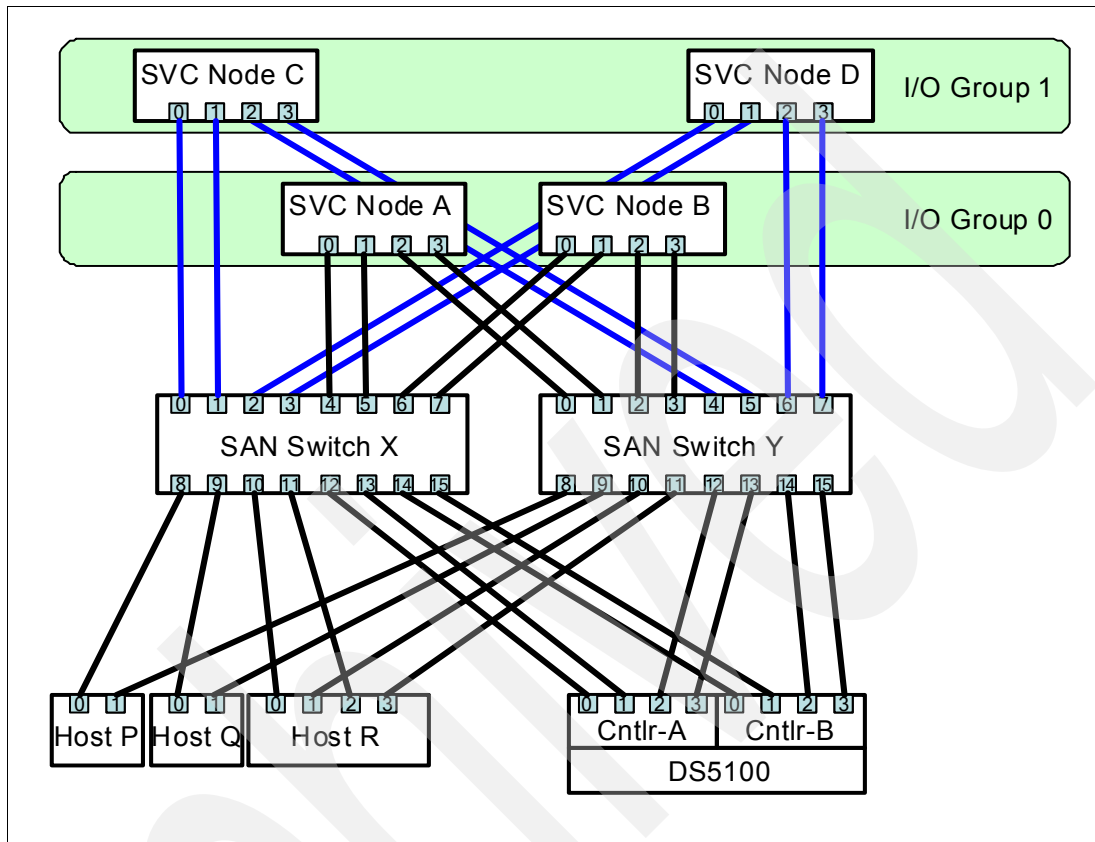 SVC Node C
0 1 2 3
SVC Node D
0 1 2 3
I/O Group 1
SVC Node A
0 1 2 3
SVC Node B
0 1 2 3
I/O Group 0
0 1 2 3 4 5 6 7
SAN Switch X
8 9 10 11 12 13 14 15
0 1 2 3 4 5 6 7
SAN Switch Y
8 9 10 11 12 13 14 15
0 1
Host P
0 1
Host Q
0 1 2 3
Host R
0 1 2 3
Cntlr-A
0 1 2 3
Cntlr-B
DS5100